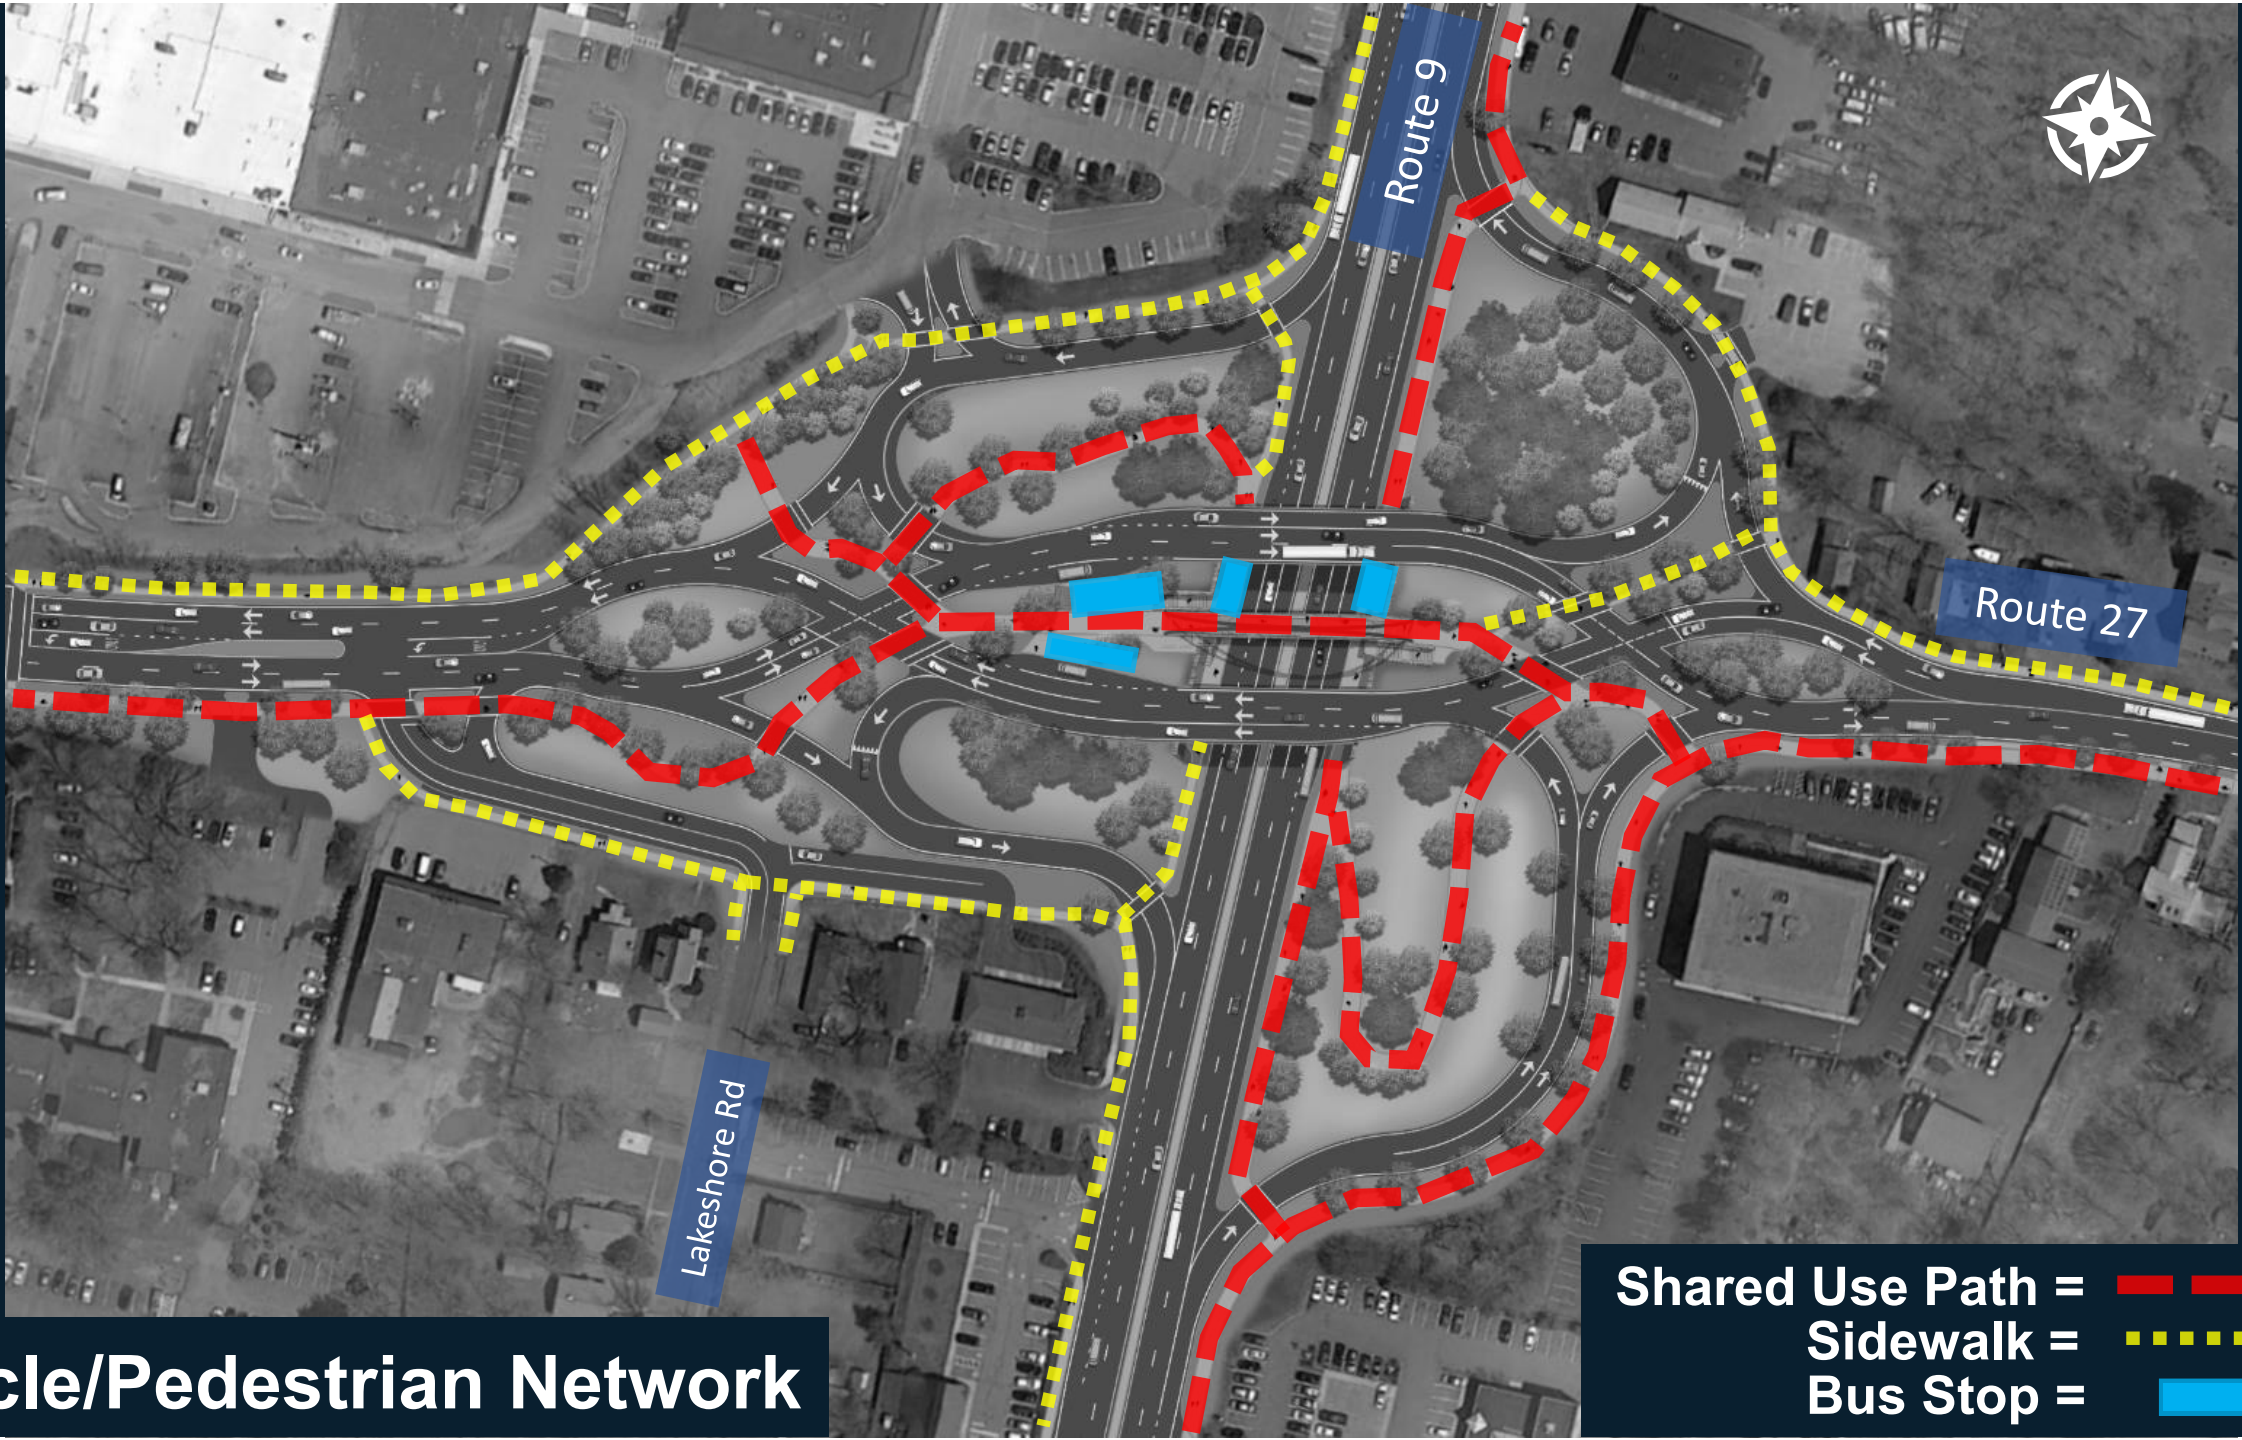 Route 9
Route 27
Lakeshore Rd
Shared Use Path =
Sidewalk =
Bus Stop =
cle/Pedestrian Network